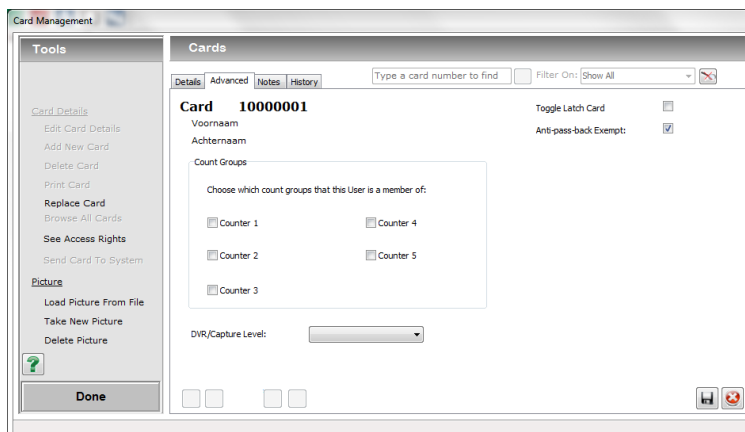 Card Management
Tools
Card Details
Edit Card Details
Add New Card
Delete Card
Print Card
Replace Card
Browse All Cards
See Access Rights
Send Card To System
Picture
Load Picture From File
Take New Picture
Delete Picture
?
Done
Cards
Details Advanced Notes History
Type a card number to find Filter On: Show All
Card 10000001
Voornaam
Achternaam
Toggle Latch Card
Anti-pass-back Exempt:
Count Groups
Choose which count groups that this User is a member of:
Counter 1 Counter 4
Counter 2 Counter 5
Counter 3
DVR/Capture Level: